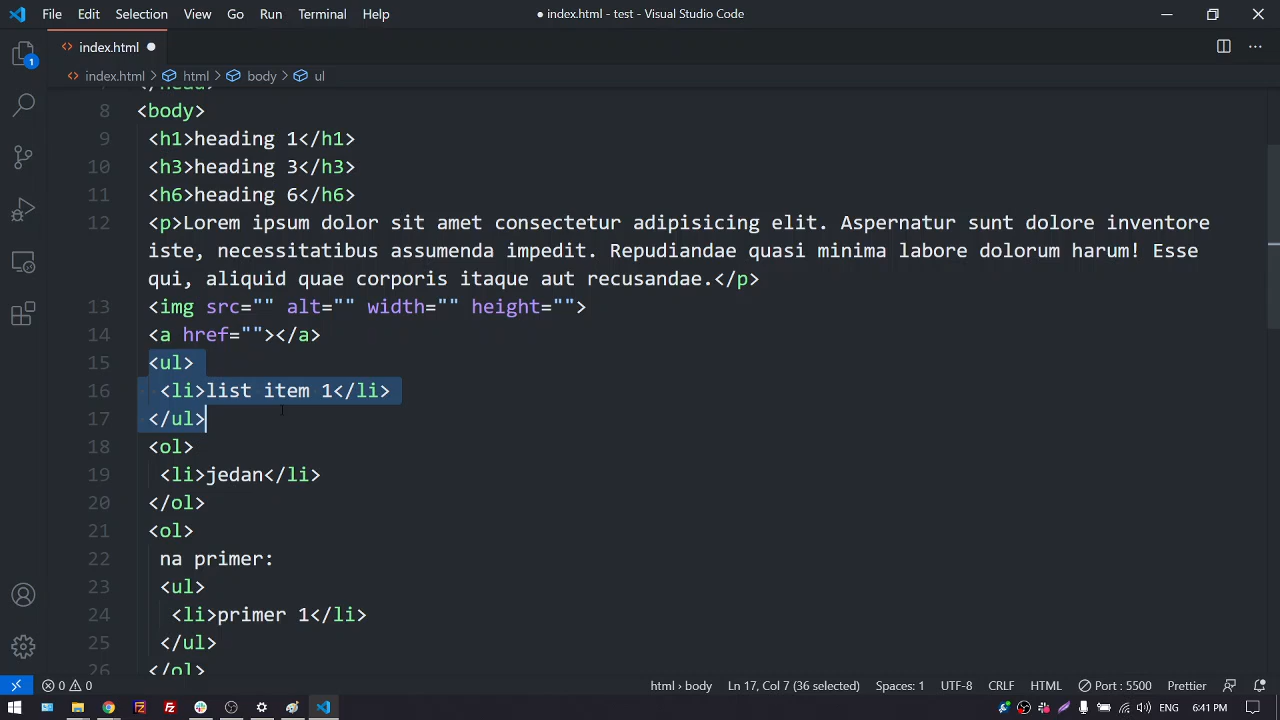 File Edit Selection View Go Run Terminal Help
● index.html - test - Visual Studio Code
index.html ●
index.html > html > body > ul
</head>
8 <body>
9 <h1>heading 1</h1>
10 <h3>heading 3</h3>
11 <h6>heading 6</h6>
12 <p>Lorem ipsum dolor sit amet consectetur adipisicing elit. Aspernatur sunt dolore inventore
iste, necessitatibus assumenda impedit. Repudiandae quasi minima labore dolorum harum! Esse
qui, aliquid quae corporis itaque aut recusandae.</p>
13 <img src="" alt="" width="" height="">
14 <a href=""></a>
15 <ul>
16 <li>list item 1</li>
17 </ul>
18 <ol>
19 <li>jedan</li>
20 </ol>
21 <ol>
22 na primer:
23 <ul>
24 <li>primer 1</li>
25 </ul>
26 </ol>
1
0 0 html > body Ln 17, Col 7 (36 selected) Spaces: 1 UTF-8 CRLF HTML Port : 5500 Prettier
ENG 6:41 PM